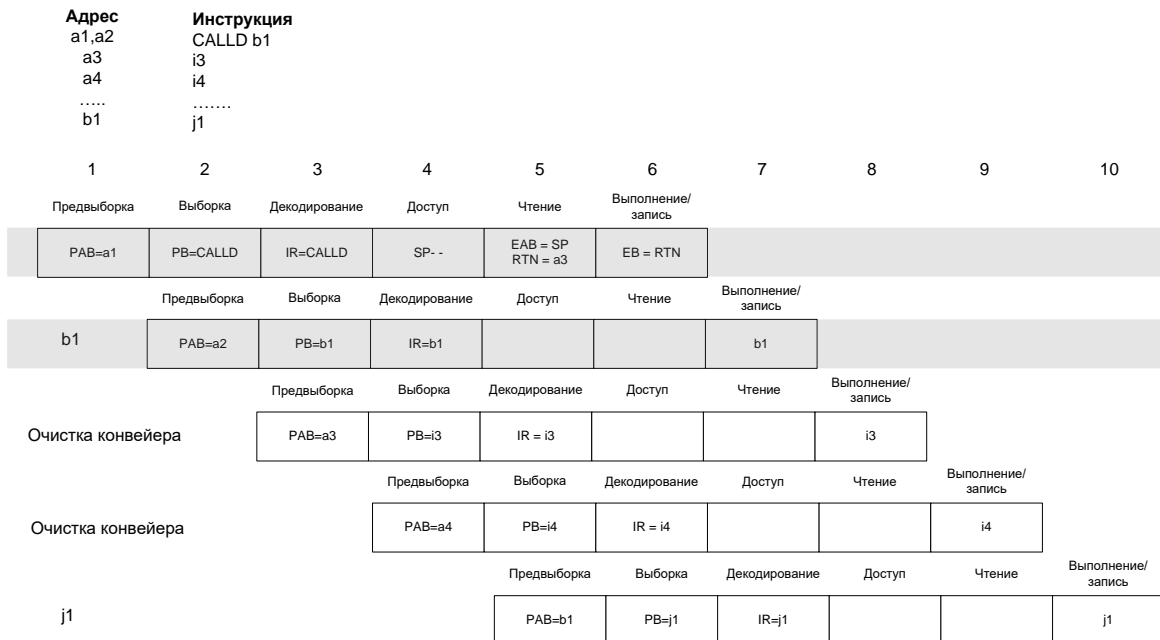 Адрес Инструкция
a1,a2 CALLD b1
a3 i3
a4 i4
….. …….
b1 j1
1 2 3 4 5 6 7 8 9 10
Предвыборка Выборка Декодирование Доступ Чтение Выполнение/
запись
PAB=a1 PB=CALLD IR=CALLD SP- - EAB = SP
RTN = a3 EB = RTN
Предвыборка Выборка Декодирование Доступ Чтение Выполнение/
запись
b1 PAB=a2 PB=b1 IR=b1 b1
Предвыборка Выборка Декодирование Доступ Чтение Выполнение/
запись
Очистка конвейера PAB=a3 PB=i3 IR = i3 i3
Предвыборка Выборка Декодирование Доступ Чтение Выполнение/
запись
Очистка конвейера PAB=a4 PB=i4 IR = i4 i4
Предвыборка Выборка Декодирование Доступ Чтение Выполнение/
запись
j1 PAB=b1 PB=j1 IR=j1 j1